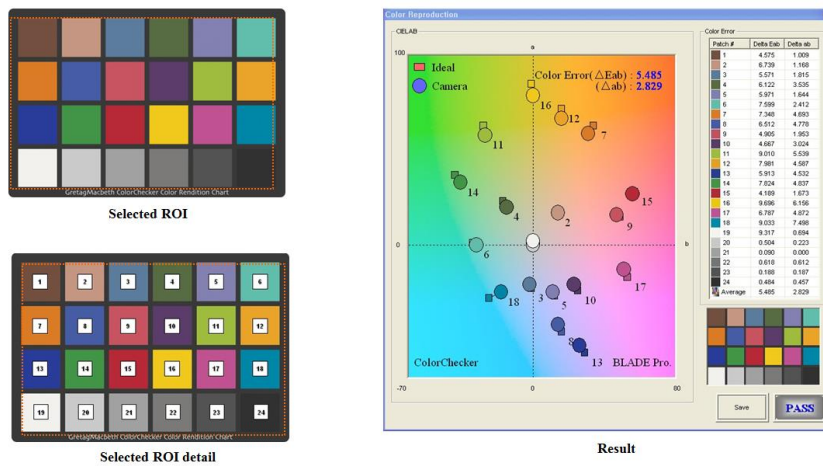 GretagMacbeth ColorChecker Color Rendition Chart
Selected ROI
1 2 3 4 5 6
7 8 9 10 11 12
13 14 15 16 17 18
19 20 21 22 23 24
GretagMacbeth ColorChecker Color Rendition Chart
Selected ROI detail
Color Reproduction
CIELAB
100
a
Ideal
Camera
Color Error(△Eab) : 5.485
(△ab) : 2.829
16
12
7
11
14
4
2
15
9
0
6
b
17
18
3
5
10
8
13
ColorChecker
BLADE Pro.
-70
0
80
Color Error
Patch # Delta Eab Delta ab
1 4.575 1.009
2 6.739 1.168
3 5.571 1.815
4 6.122 3.535
5 5.971 1.644
6 7.599 2.412
7 7.348 4.693
8 6.512 4.778
9 4.905 1.953
10 4.667 3.024
11 9.010 5.539
12 7.981 4.587
13 5.913 4.532
14 7.824 4.837
15 4.189 1.673
16 9.696 6.156
17 6.787 4.872
18 9.033 7.498
19 9.317 0.694
20 0.504 0.223
21 0.090 0.000
22 0.618 0.612
23 0.188 0.187
24 0.484 0.457
Average 5.485 2.829
Save
PASS
Result